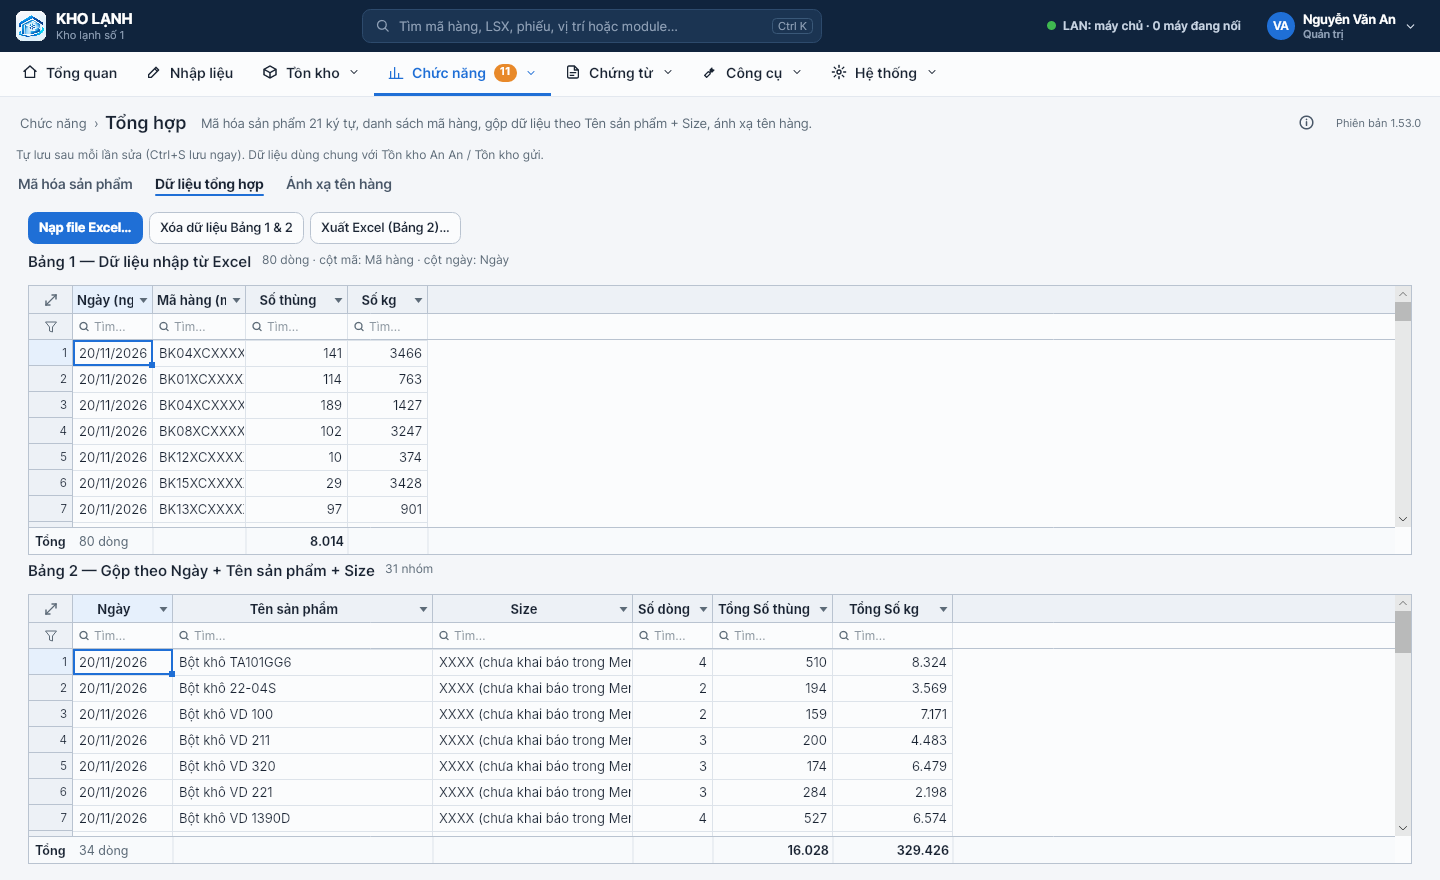 KHO LẠNH
Kho lạnh số 1
Tìm mã hàng, LSX, phiếu, vị trí hoặc module...
Ctrl K
LAN: máy chủ · 0 máy đang nối
VA
Nguyễn Văn An
Quản trị
Tổng quan
Nhập liệu
Tồn kho
Chức năng 11
Chứng từ
Công cụ
Hệ thống
Chức năng › Tổng hợp
Mã hóa sản phẩm 21 ký tự, danh sách mã hàng, gộp dữ liệu theo Tên sản phẩm + Size, ánh xạ tên hàng.
Phiên bản 1.53.0
Tự lưu sau mỗi lần sửa (Ctrl+S lưu ngay). Dữ liệu dùng chung với Tồn kho An An / Tồn kho gửi.
Mã hóa sản phẩm
Dữ liệu tổng hợp
Ánh xạ tên hàng
Nạp file Excel...
Xóa dữ liệu Bảng 1 & 2
Xuất Excel (Bảng 2)...
Bảng 1 — Dữ liệu nhập từ Excel
80 dòng · cột mã: Mã hàng · cột ngày: Ngày
Ngày (ng Mã hàng (n Số thùng Số kg
Tìm... Tìm... Tìm... Tìm...
1 20/11/2026 BK04XCXXXX 141 3466
2 20/11/2026 BK01XCXXXX 114 763
3 20/11/2026 BK04XCXXXX 189 1427
4 20/11/2026 BK08XCXXXX 102 3247
5 20/11/2026 BK12XCXXXX 10 374
6 20/11/2026 BK15XCXXXX 29 3428
7 20/11/2026 BK13XCXXXX 97 901
Tổng 80 dòng 8.014
Bảng 2 — Gộp theo Ngày + Tên sản phẩm + Size
31 nhóm
Ngày Tên sản phẩm Size Số dòng Tổng Số thùng Tổng Số kg
Tìm... Tìm... Tìm... Tìm... Tìm... Tìm...
1 20/11/2026 Bột khô TA101GG6 XXXX (chưa khai báo trong Mer 4 510 8.324
2 20/11/2026 Bột khô 22-04S XXXX (chưa khai báo trong Mer 2 194 3.569
3 20/11/2026 Bột khô VD 100 XXXX (chưa khai báo trong Mer 2 159 7.171
4 20/11/2026 Bột khô VD 211 XXXX (chưa khai báo trong Mer 3 200 4.483
5 20/11/2026 Bột khô VD 320 XXXX (chưa khai báo trong Mer 3 174 6.479
6 20/11/2026 Bột khô VD 221 XXXX (chưa khai báo trong Mer 3 284 2.198
7 20/11/2026 Bột khô VD 1390D XXXX (chưa khai báo trong Mer 4 527 6.574
Tổng 34 dòng 16.028 329.426